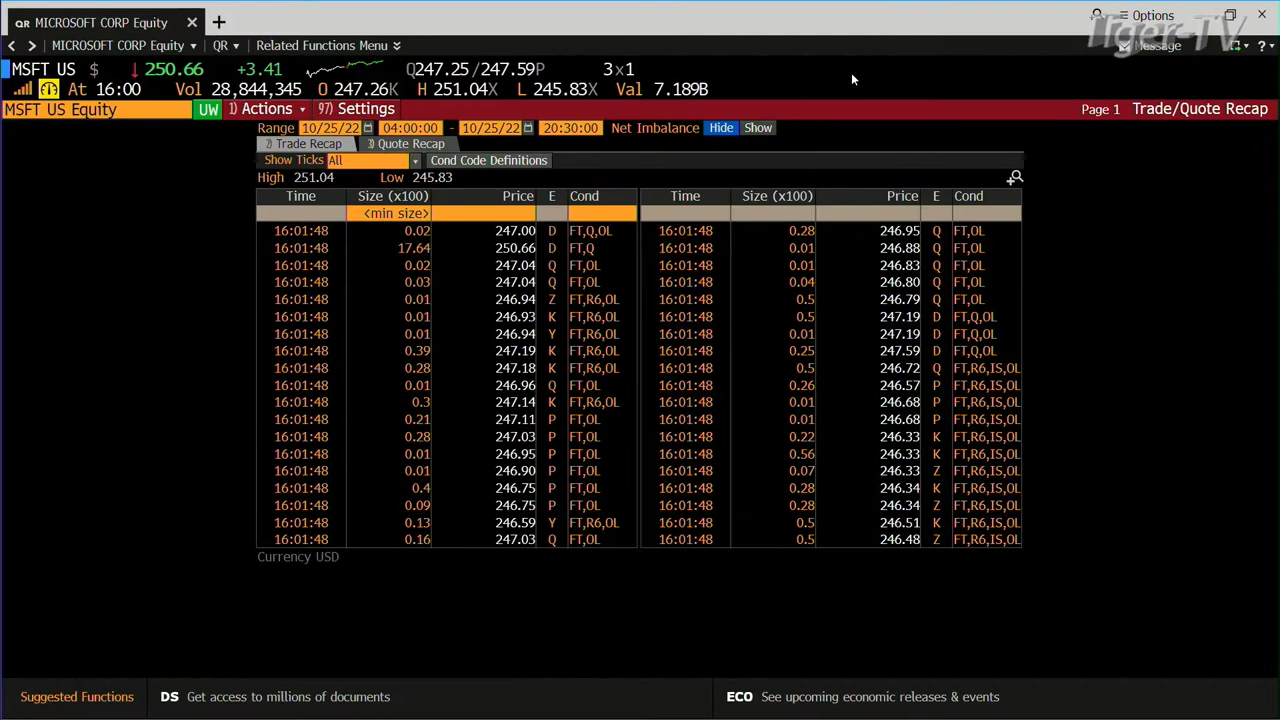 QR MICROSOFT CORP Equity × +
Options
Tiger-TV
< > MICROSOFT CORP Equity QR Related Functions Menu
Message ?
MSFT US $ ↓250.66 +3.41 Q247.25/247.59P 3x1
At 16:00 Vol 28,844,345 O 247.26K H 251.04X L 245.83X Val 7.189B
MSFT US Equity UW 1) Actions 97) Settings Page 1 Trade/Quote Recap
Range 10/25/22 04:00:00 - 10/25/22 20:30:00 Net Imbalance Hide Show
2) Trade Recap 3) Quote Recap
Show Ticks All Cond Code Definitions
High 251.04 Low 245.83
Time Size (x100) Price E Cond Time Size (x100) Price E Cond
<min size>
16:01:48 0.02 247.00 D FT,Q,OL 16:01:48 0.28 246.95 Q FT,OL
16:01:48 17.64 250.66 D FT,Q 16:01:48 0.01 246.88 Q FT,OL
16:01:48 0.02 247.04 Q FT,OL 16:01:48 0.01 246.83 Q FT,OL
16:01:48 0.03 247.04 Q FT,OL 16:01:48 0.04 246.80 Q FT,OL
16:01:48 0.01 246.94 Z FT,R6,OL 16:01:48 0.5 246.79 Q FT,OL
16:01:48 0.01 246.93 K FT,R6,OL 16:01:48 0.5 247.19 D FT,Q,OL
16:01:48 0.01 246.94 Y FT,R6,OL 16:01:48 0.01 247.19 D FT,Q,OL
16:01:48 0.39 247.19 K FT,R6,OL 16:01:48 0.25 247.59 D FT,Q,OL
16:01:48 0.28 247.18 K FT,R6,OL 16:01:48 0.5 246.72 Q FT,R6,IS,OL
16:01:48 0.01 246.96 Q FT,OL 16:01:48 0.26 246.57 P FT,R6,IS,OL
16:01:48 0.3 247.14 K FT,R6,OL 16:01:48 0.01 246.68 P FT,R6,IS,OL
16:01:48 0.21 247.11 P FT,OL 16:01:48 0.01 246.68 P FT,R6,IS,OL
16:01:48 0.28 247.03 P FT,OL 16:01:48 0.22 246.33 K FT,R6,IS,OL
16:01:48 0.01 246.95 P FT,OL 16:01:48 0.56 246.33 K FT,R6,IS,OL
16:01:48 0.01 246.90 P FT,OL 16:01:48 0.07 246.33 Z FT,R6,IS,OL
16:01:48 0.4 246.75 P FT,OL 16:01:48 0.28 246.34 K FT,R6,IS,OL
16:01:48 0.09 246.75 P FT,OL 16:01:48 0.28 246.34 Z FT,R6,IS,OL
16:01:48 0.13 246.59 Y FT,R6,OL 16:01:48 0.5 246.51 K FT,R6,IS,OL
16:01:48 0.16 247.03 Q FT,OL 16:01:48 0.5 246.48 Z FT,R6,IS,OL
Currency USD
Suggested Functions DS Get access to millions of documents ECO See upcoming economic releases & events